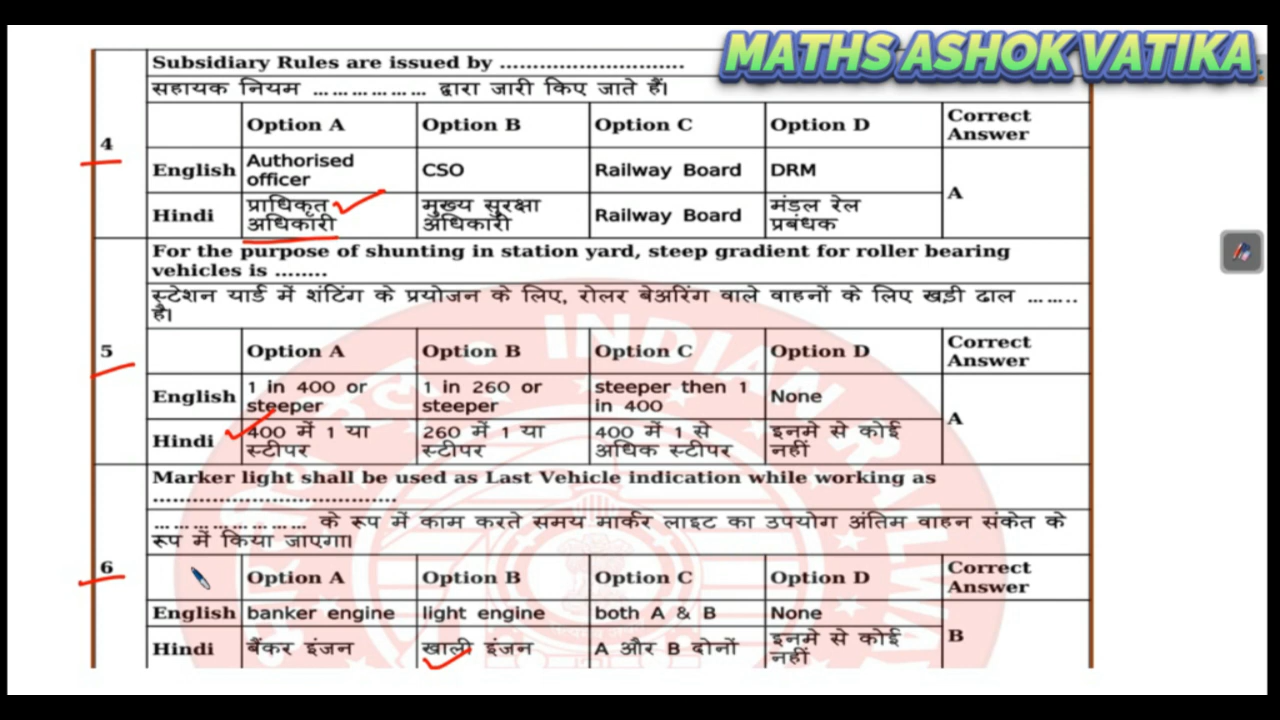 MATHS ASHOK VATIKA
Subsidiary Rules are issued by ............................
सहायक नियम ... ... ... ... ... ... द्वारा जारी किए जाते हैं।
4
Option A Option B Option C Option D Correct Answer
English Authorised officer CSO Railway Board DRM A
Hindi प्राधिकृत अधिकारी मुख्य सुरक्षा अधिकारी Railway Board मंडल रेल प्रबंधक
For the purpose of shunting in station yard, steep gradient for roller bearing
vehicles is ........
स्टेशन यार्ड में शंटिंग के प्रयोजन के लिए, रोलर बेअरिंग वाले वाहनों के लिए खड़ी ढाल ... .....
है।
5
Option A Option B Option C Option D Correct Answer
English 1 in 400 or steeper 1 in 260 or steeper steeper then 1 in 400 None A
Hindi 400 में 1 या स्टीपर 260 में 1 या स्टीपर 400 में 1 से अधिक स्टीपर इनमे से कोई नहीं
Marker light shall be used as Last Vehicle indication while working as
.....................................
... ... ... ... ... ... ... ... के रूप में काम करते समय मार्कर लाइट का उपयोग अंतिम वाहन संकेत के
रूप में किया जाएगा।
6
Option A Option B Option C Option D Correct Answer
English banker engine light engine both A & B None B
Hindi बैंकर इंजन खाली इंजन A और B दोनों इनमे से कोई नहीं
INDIAN RAILWAY